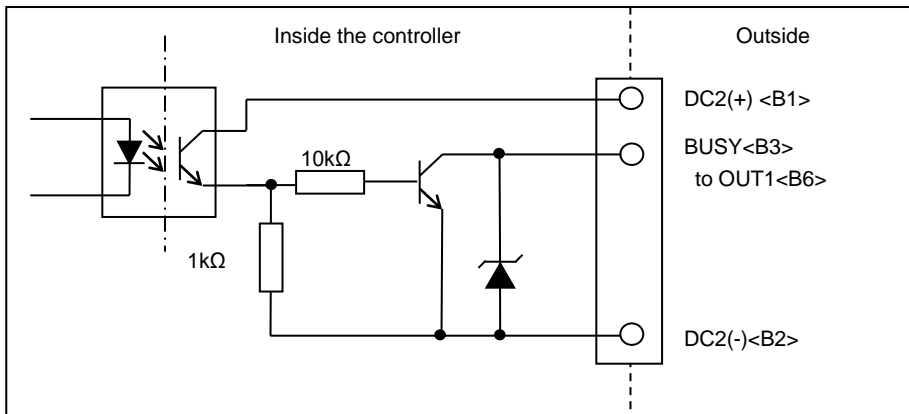 Inside the controller
Outside
DC2(+) <B1>
BUSY<B3>
to OUT1<B6>
10kΩ
1kΩ
DC2(-)<B2>